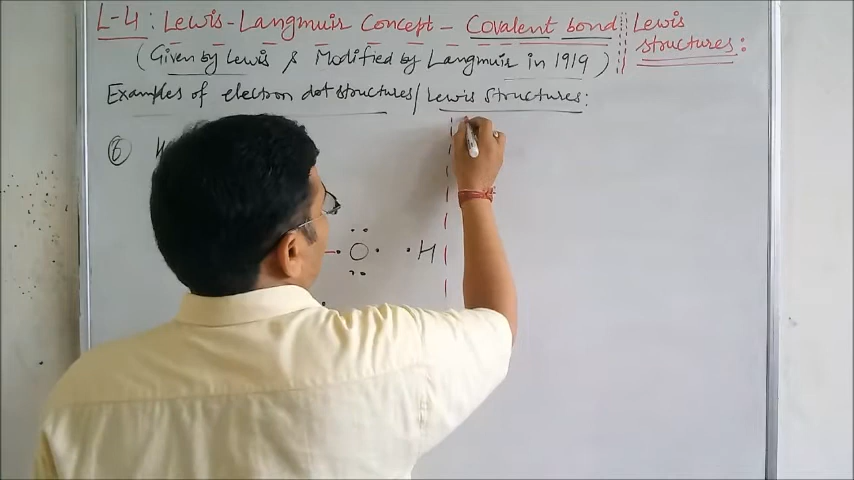 L-4: Lewis-Langmuir Concept - Covalent bond
Lewis
structures:
(Given by Lewis & Modified by Langmuir in 1919)
Examples of electron dot structures/Lewis structures:
⑥ H
O H